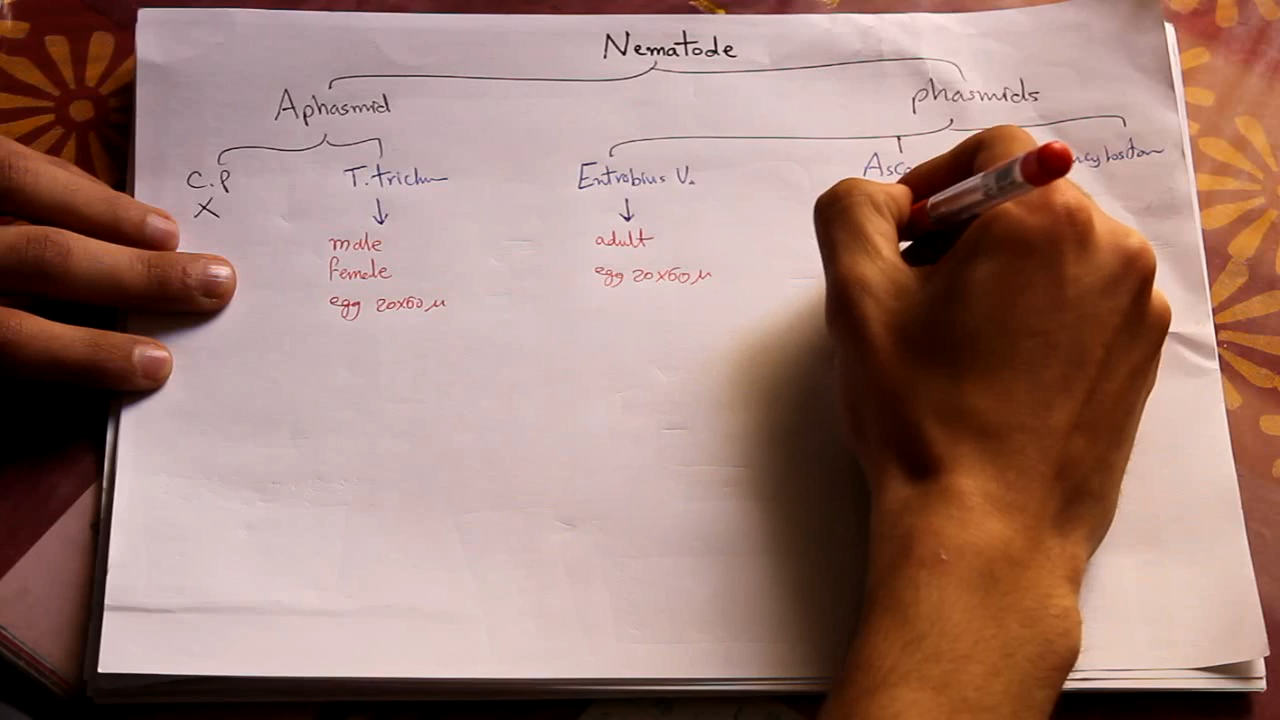 Nematode
Aphasmid
phasmids
C.P
X
T.trichu
male
female
egg 20x60 µ
Entrobius V.
adult
egg 20x60 µ